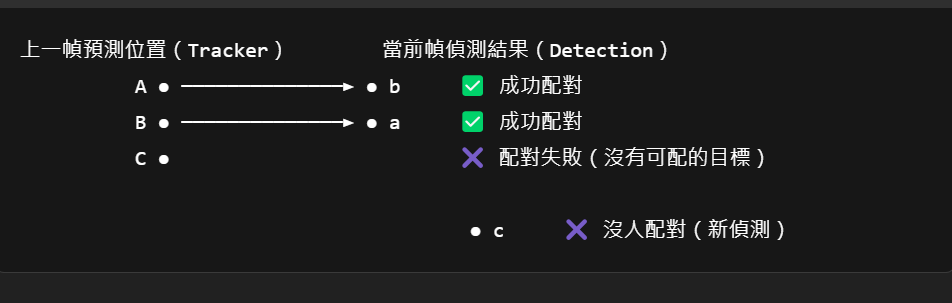 上一幀預測位置 ( Tracker )　　當前幀偵測結果 ( Detection )
A ● ────────────────► ● b ✅ 成功配對
B ● ────────────────► ● a ✅ 成功配對
C ● ❌ 配對失敗 ( 沒有可配的目標 )
● c ❌ 沒人配對 ( 新偵測 )